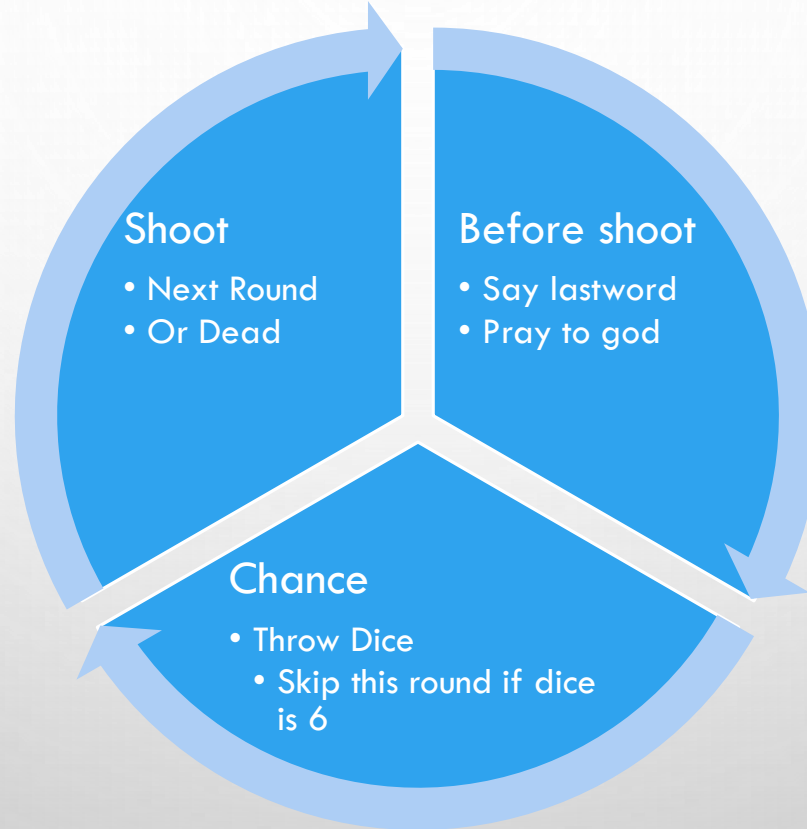 Before shoot
• Say lastword
• Pray to god
Chance
• Throw Dice
• Skip this round if dice
is 6
Shoot
• Next Round
• Or Dead